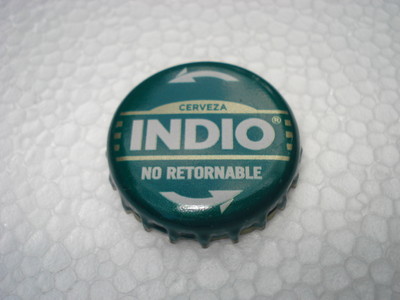 CERVEZA
INDIO®
NO RETORNABLE